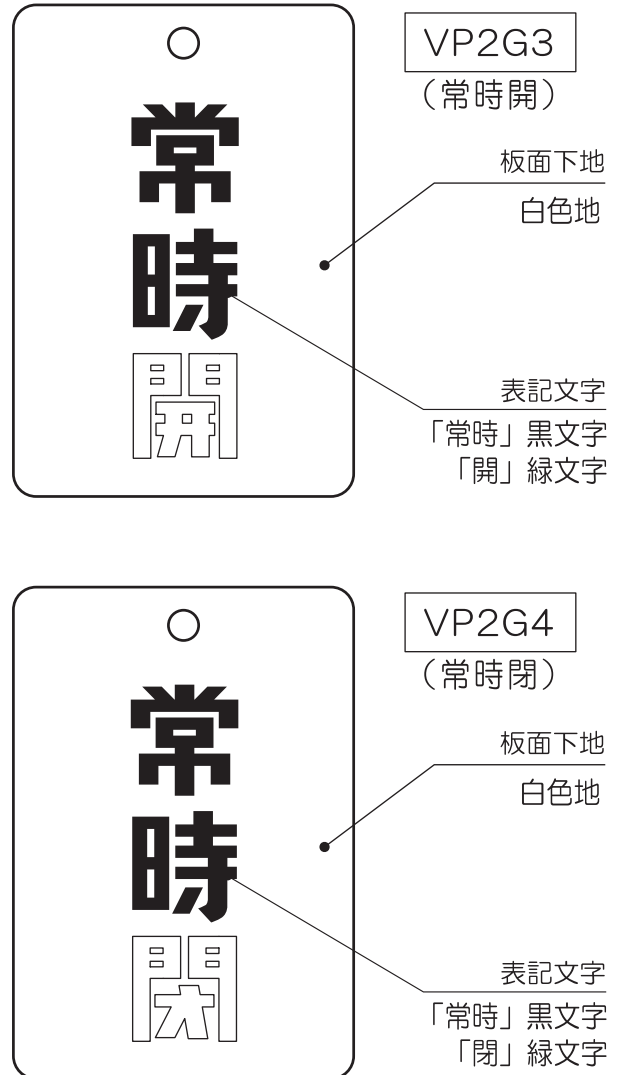 常
時
開
VP2G3
（常時開）
板面下地
白色地
表記文字
「常時」黒文字
「開」緑文字
常
時
閉
VP2G4
（常時閉）
板面下地
白色地
表記文字
「常時」黒文字
「閉」緑文字